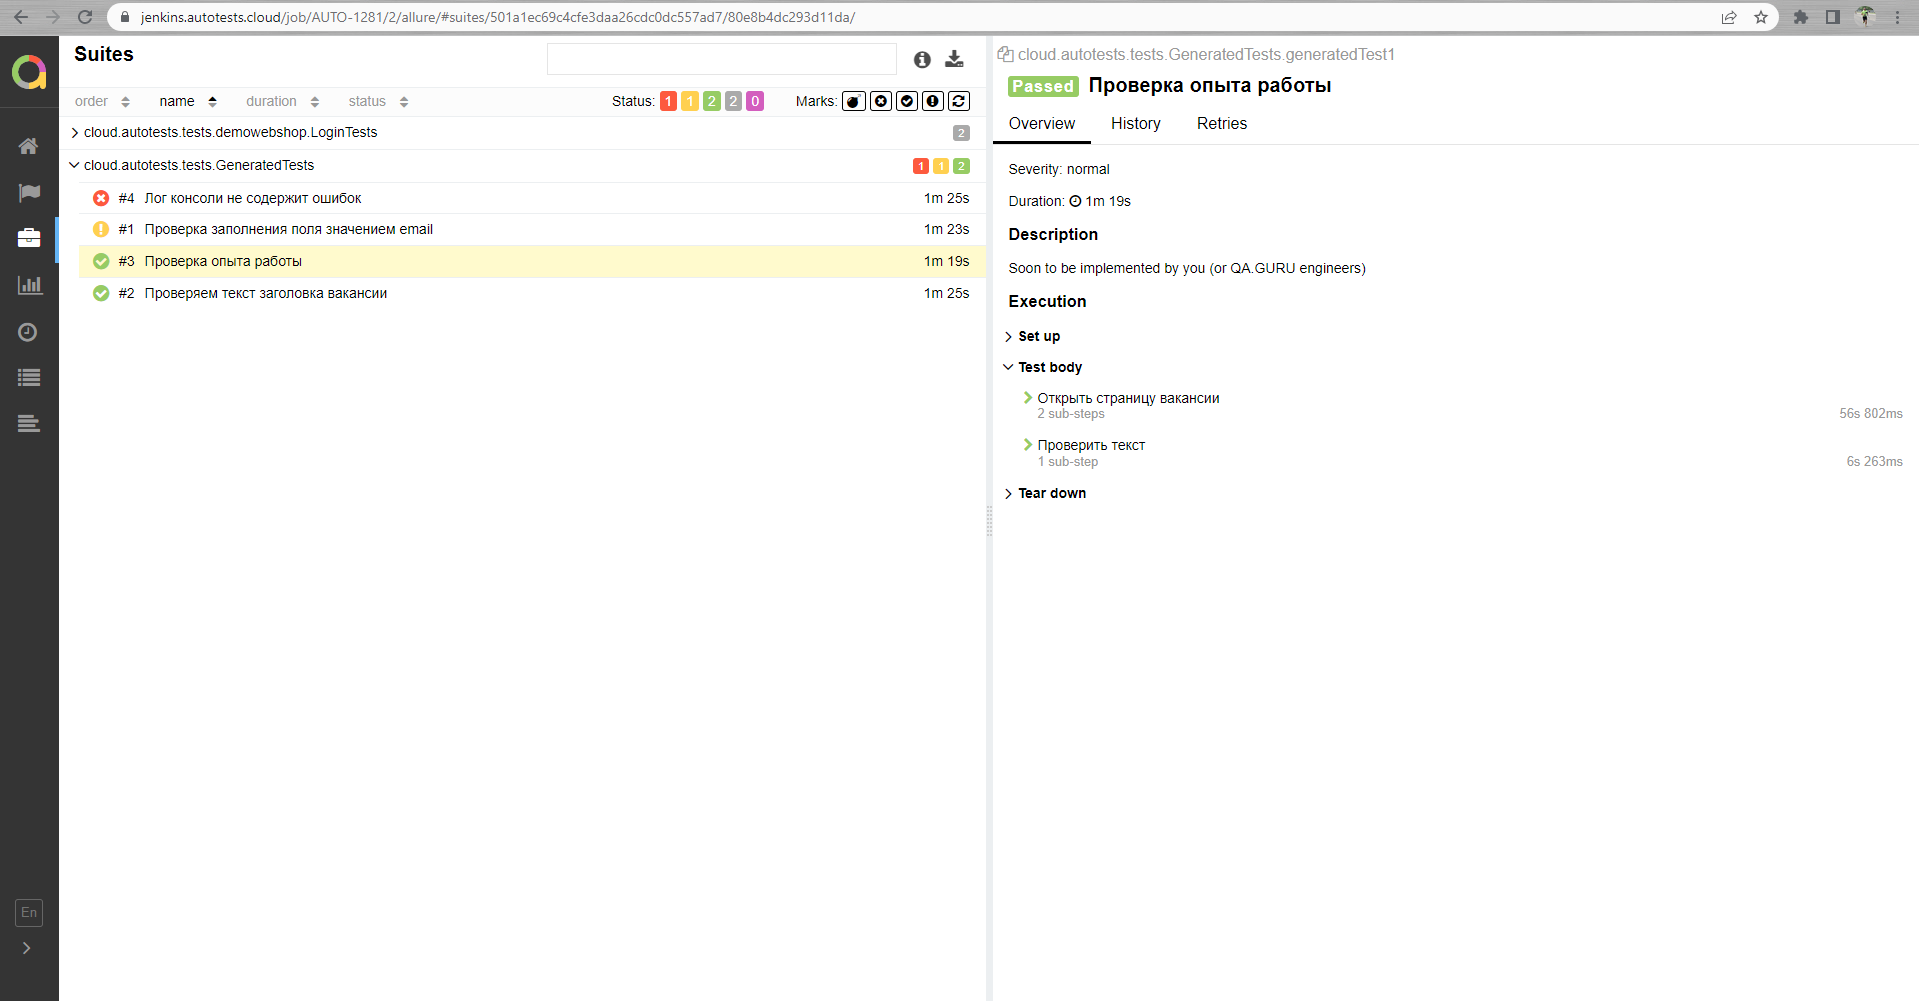 jenkins.autotests.cloud/job/AUTO-1281/2/allure/#suites/501a1ec69c4cfe3daa26cdc0dc557ad7/80e8b4dc293d11da/
Suites
order name duration status Status: 1 1 2 2 0 Marks:
cloud.autotests.tests.demowebshop.LoginTests 2
cloud.autotests.tests.GeneratedTests 1 1 2
#4 Лог консоли не содержит ошибок 1m 25s
#1 Проверка заполнения поля значением email 1m 23s
#3 Проверка опыта работы 1m 19s
#2 Проверяем текст заголовка вакансии 1m 25s
En
cloud.autotests.tests.GeneratedTests.generatedTest1
Passed Проверка опыта работы
Overview History Retries
Severity: normal
Duration: 1m 19s
Description
Soon to be implemented by you (or QA.GURU engineers)
Execution
Set up
Test body
Открыть страницу вакансии
2 sub-steps 56s 802ms
Проверить текст
1 sub-step 6s 263ms
Tear down